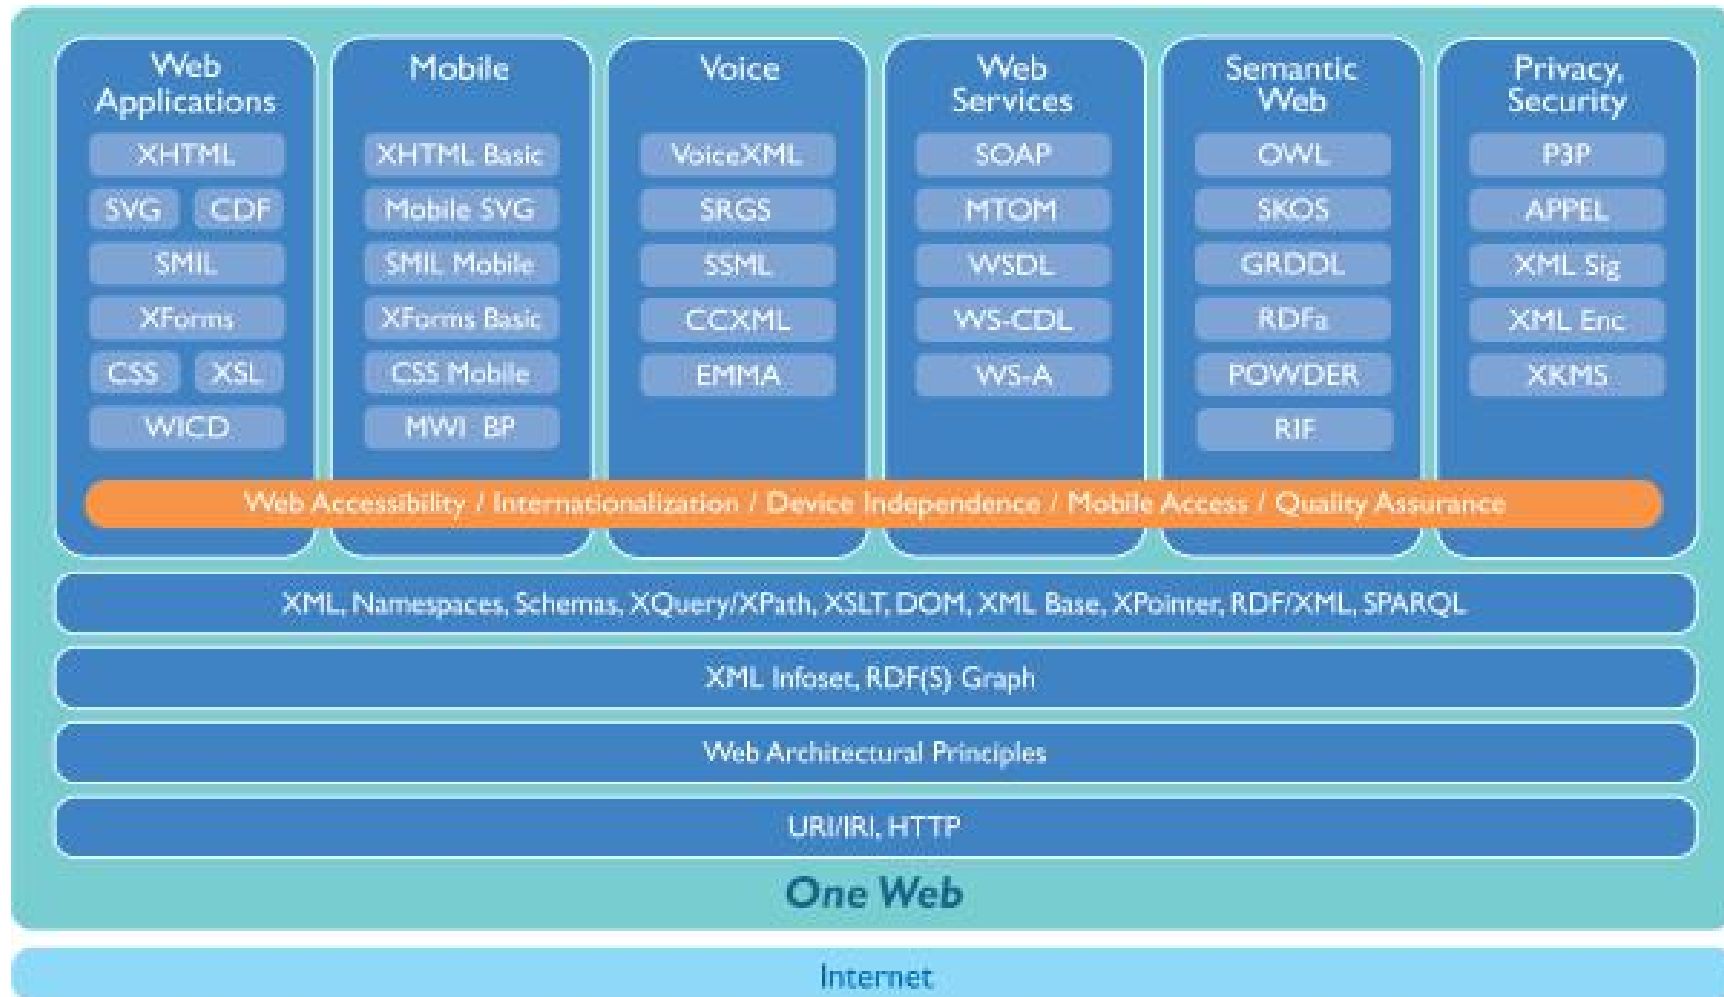 Web
Applications
XHTML
SVG CDF
SMIL
XForms
CSS XSL
WICD
Mobile
XHTML Basic
Mobile SVG
SMIL Mobile
XForms Basic
CSS Mobile
MWI BP
Voice
VoiceXML
SRGS
SSML
CCXML
EMMA
Web
Services
SOAP
MTOM
WSDL
WS-CDL
WS-A
Semantic
Web
OWL
SKOS
GRDDL
RDFa
POWDER
RIF
Privacy,
Security
P3P
APPEL
XML Sig
XML Enc
XKMS
Web Accessibility / Internationalization / Device Independence / Mobile Access / Quality Assurance
XML, Namespaces, Schemas, XQuery/XPath, XSLT, DOM, XML Base, XPointer, RDF/XML, SPARQL
XML Infoset, RDF(S) Graph
Web Architectural Principles
URI/IRI, HTTP
One Web
Internet